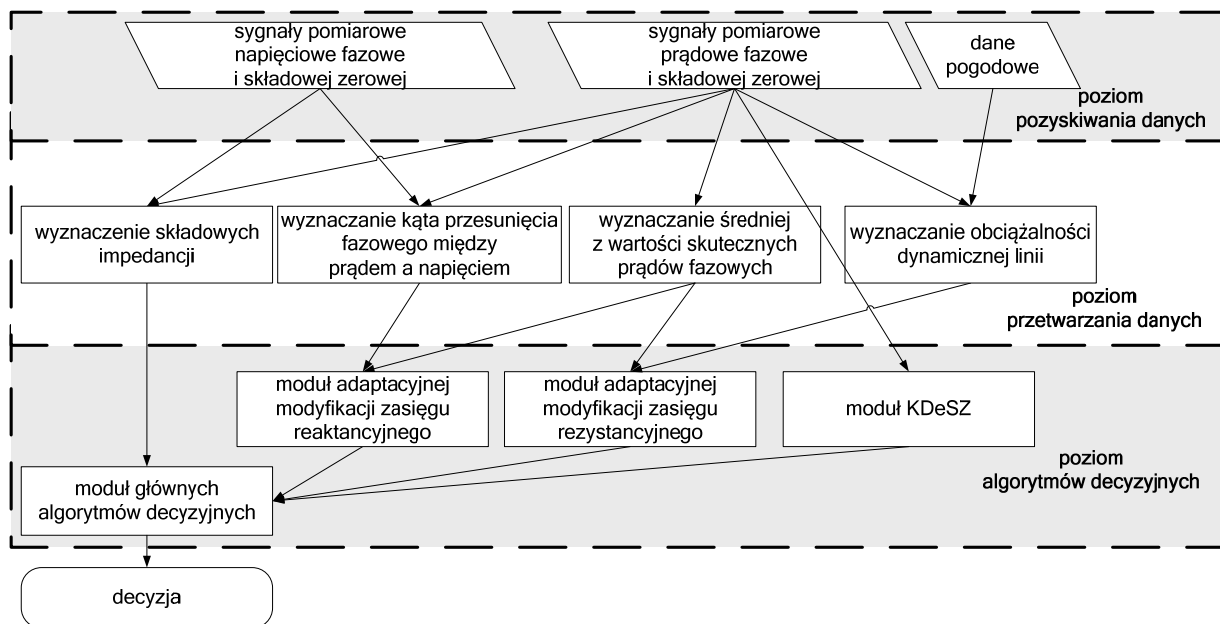 sygnały pomiarowe
napięciowe fazowe
i składowej zerowej
sygnały pomiarowe
prądowe fazowe
i składowej zerowej
dane
pogodowe
poziom
pozyskiwania danych
wyznaczenie składowych
impedancji
wyznaczanie kąta przesunięcia
fazowego między
prądem a napięciem
wyznaczanie średniej
z wartości skutecznych
prądów fazowych
wyznaczanie obciążalności
dynamicznej linii
poziom
przetwarzania danych
moduł adaptacyjnej
modyfikacji zasięgu
reaktancyjnego
moduł adaptacyjnej
modyfikacji zasięgu
rezystancyjnego
moduł KDeSZ
poziom
algorytmów decyzyjnych
moduł głównych
algorytmów decyzyjnych
decyzja